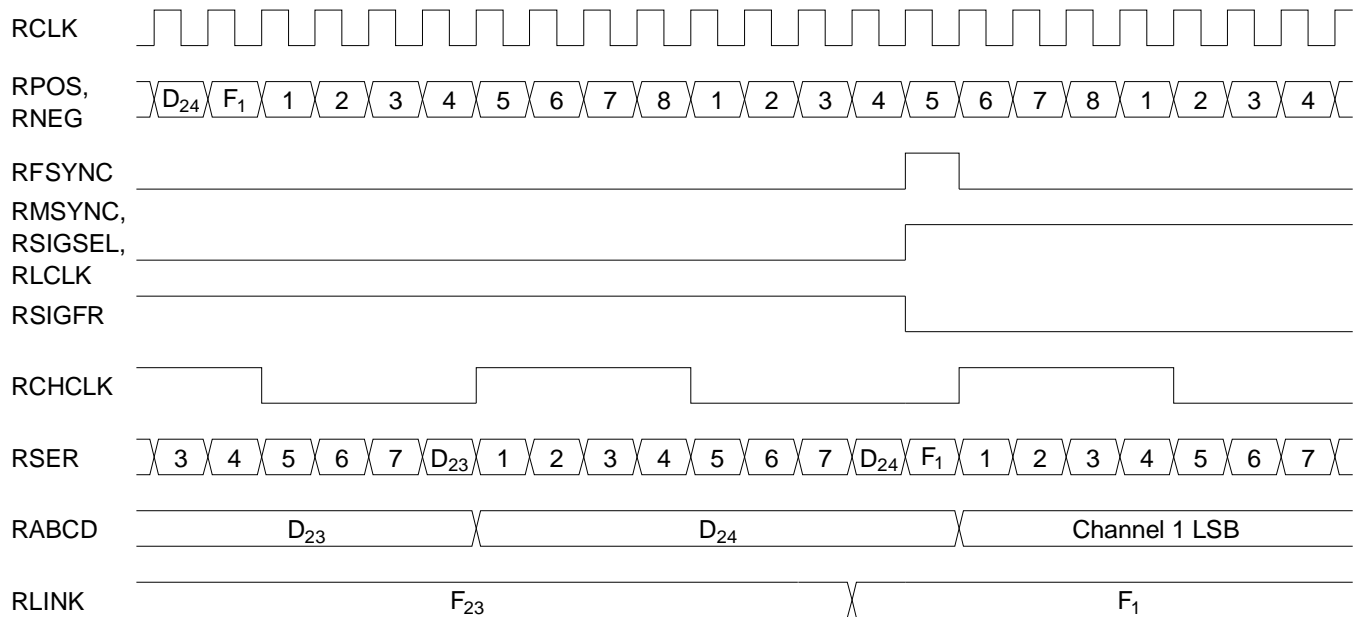 RCLK
RPOS,
RNEG
D24 F1 1 2 3 4 5 6 7 8 1 2 3 4 5 6 7 8 1 2 3 4
RFSYNC
RMSYNC,
RSIGSEL,
RLCLK
RSIGFR
RCHCLK
RSER 3 4 5 6 7 D23 1 2 3 4 5 6 7 D24 F1 1 2 3 4 5 6 7
RABCD D23 D24 Channel 1 LSB
RLINK F23 F1